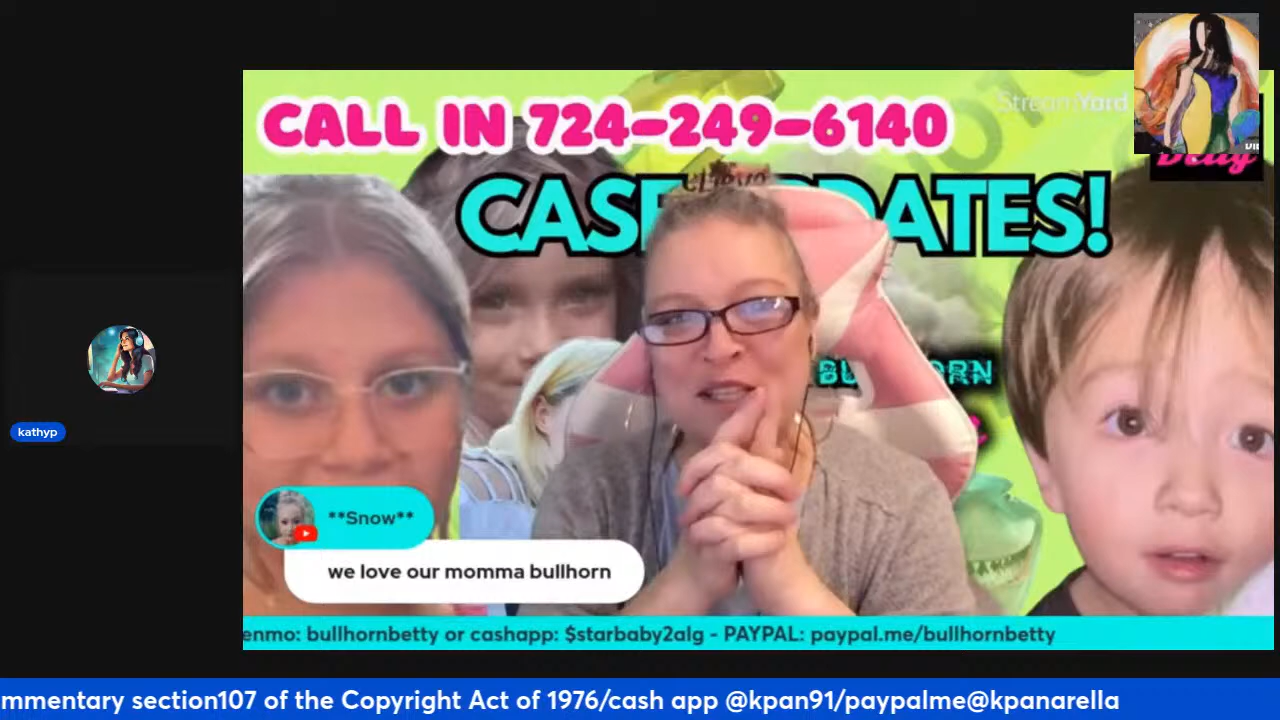 CALL IN 724-249-6140
StreamYard
CASE UPDATES!
kathyp
**Snow**
we love our momma bullhorn
enmo: bullhornbetty or cashapp: $starbaby2alg - PAYPAL: paypal.me/bullhornbetty
mmentary section107 of the Copyright Act of 1976/cash app @kpan91/paypalme@kpanarella